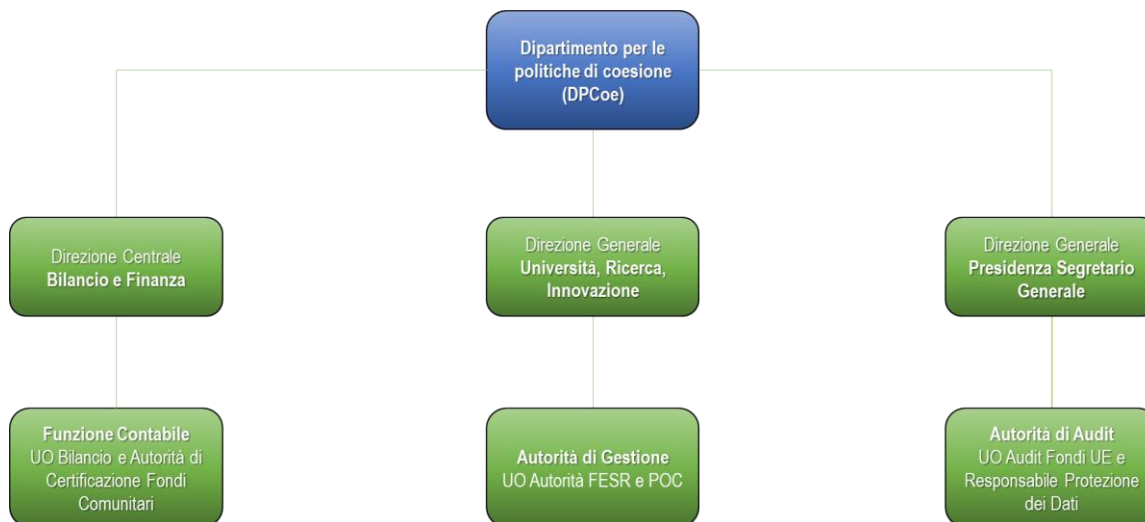 Dipartimento per le
politiche di coesione
(DPCoe)
Direzione Centrale
Bilancio e Finanza
Direzione Generale
Università, Ricerca,
Innovazione
Direzione Generale
Presidenza Segretario
Generale
Funzione Contabile
UO Bilancio e Autorità di
Certificazione Fondi
Comunitari
Autorità di Gestione
UO Autorità FESR e POC
Autorità di Audit
UO Audit Fondi UE e
Responsabile Protezione
dei Dati